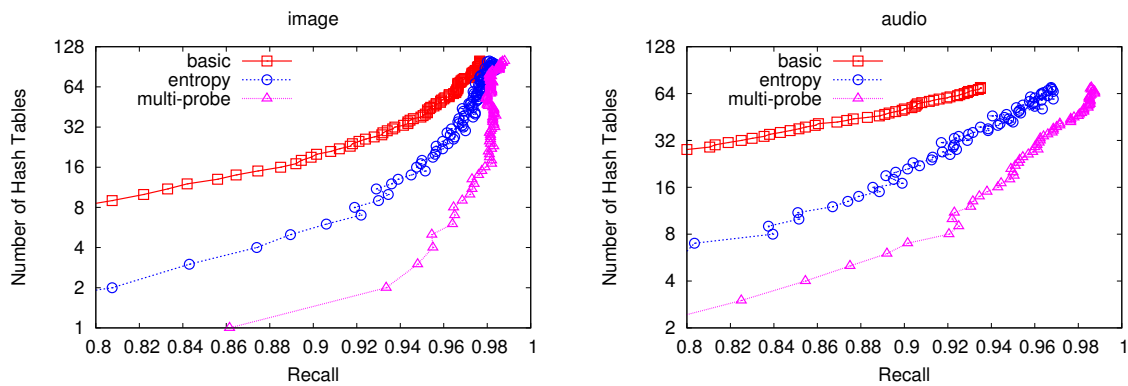 image
128
64
32
16
8
4
2
1
Number of Hash Tables
basic
entropy
multi-probe
0.8 0.82 0.84 0.86 0.88 0.9 0.92 0.94 0.96 0.98 1
Recall
audio
128
64
32
16
8
4
2
Number of Hash Tables
basic
entropy
multi-probe
0.8 0.82 0.84 0.86 0.88 0.9 0.92 0.94 0.96 0.98 1
Recall